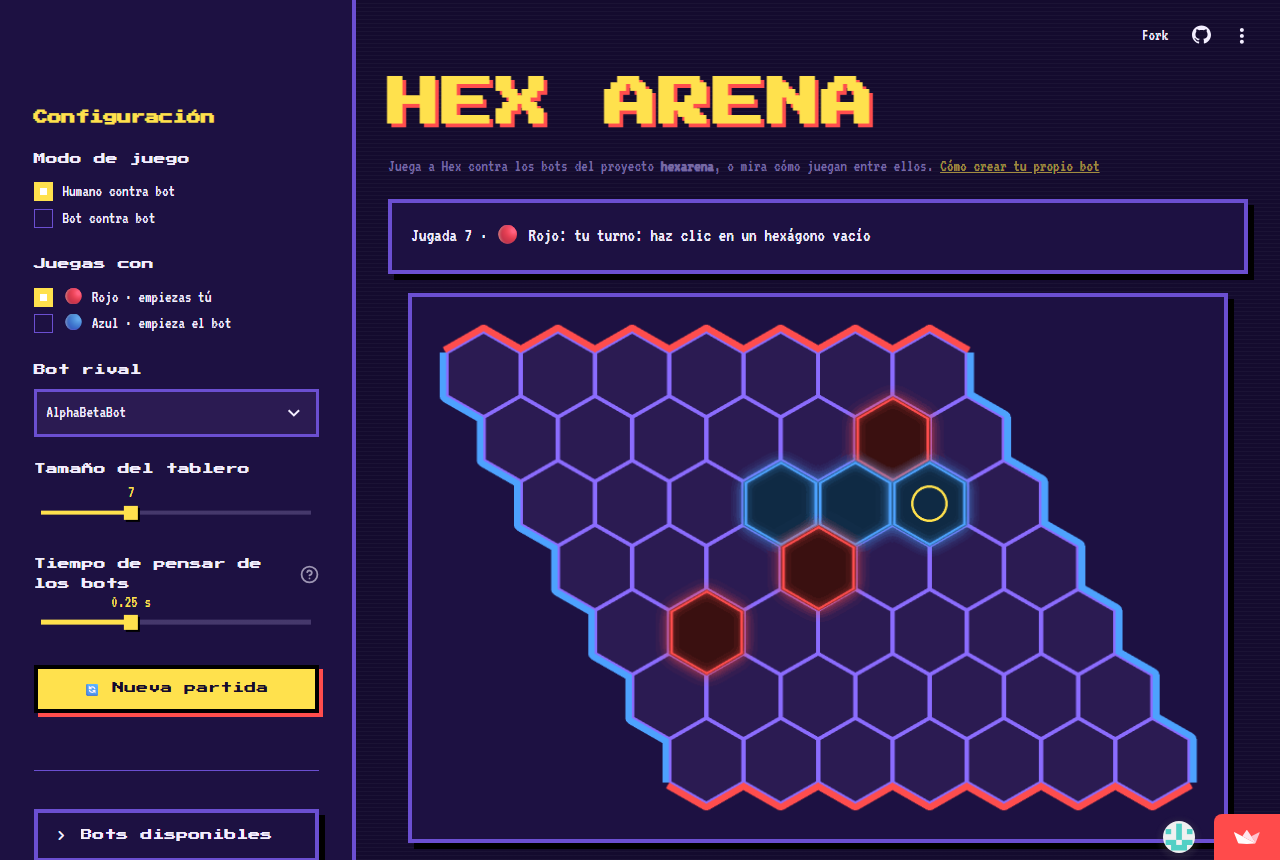 Fork
Configuración
Modo de juego
Humano contra bot
Bot contra bot
Juegas con
Rojo · empiezas tú
Azul · empieza el bot
Bot rival
AlphaBetaBot
Tamaño del tablero
7
Tiempo de pensar de
los bots
0.25 s
Nueva partida
Bots disponibles
HEX ARENA
Juega a Hex contra los bots del proyecto hexarena, o mira cómo juegan entre ellos. Cómo crear tu propio bot
Jugada 7 · Rojo: tu turno: haz clic en un hexágono vacío